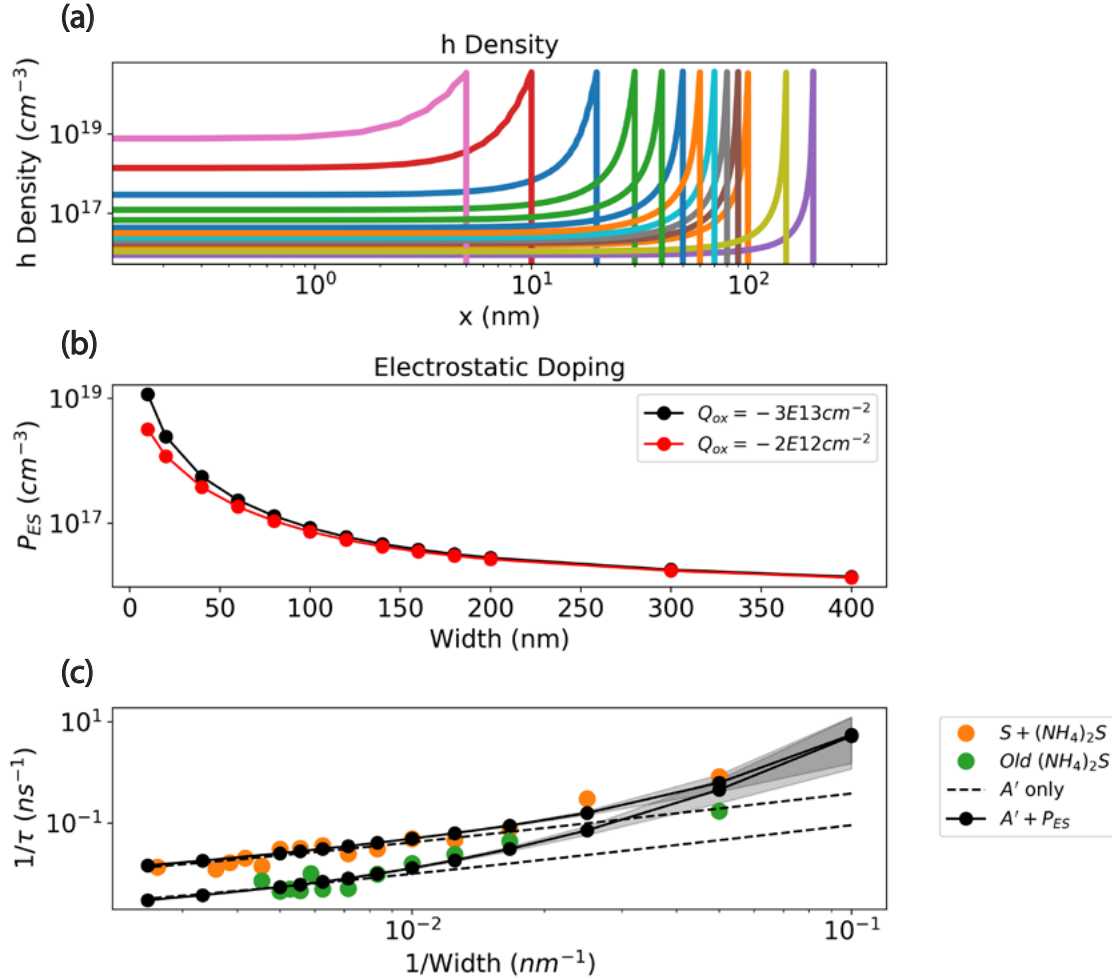 (a)
h Density
h Density (cm⁻³)
10¹⁹
10¹⁷
10⁰ 10¹ 10²
x (nm)
(b)
Electrostatic Doping
P_ES (cm⁻³)
10¹⁹
10¹⁷
Q_ox = − 3E13cm⁻²
Q_ox = − 2E12cm⁻²
0 50 100 150 200 250 300 350 400
Width (nm)
(c)
1/τ (ns⁻¹)
10¹
10⁻¹
10⁻² 10⁻¹
1/Width (nm⁻¹)
S + (NH₄)₂S
Old (NH₄)₂S
A′ only
A′ + P_ES